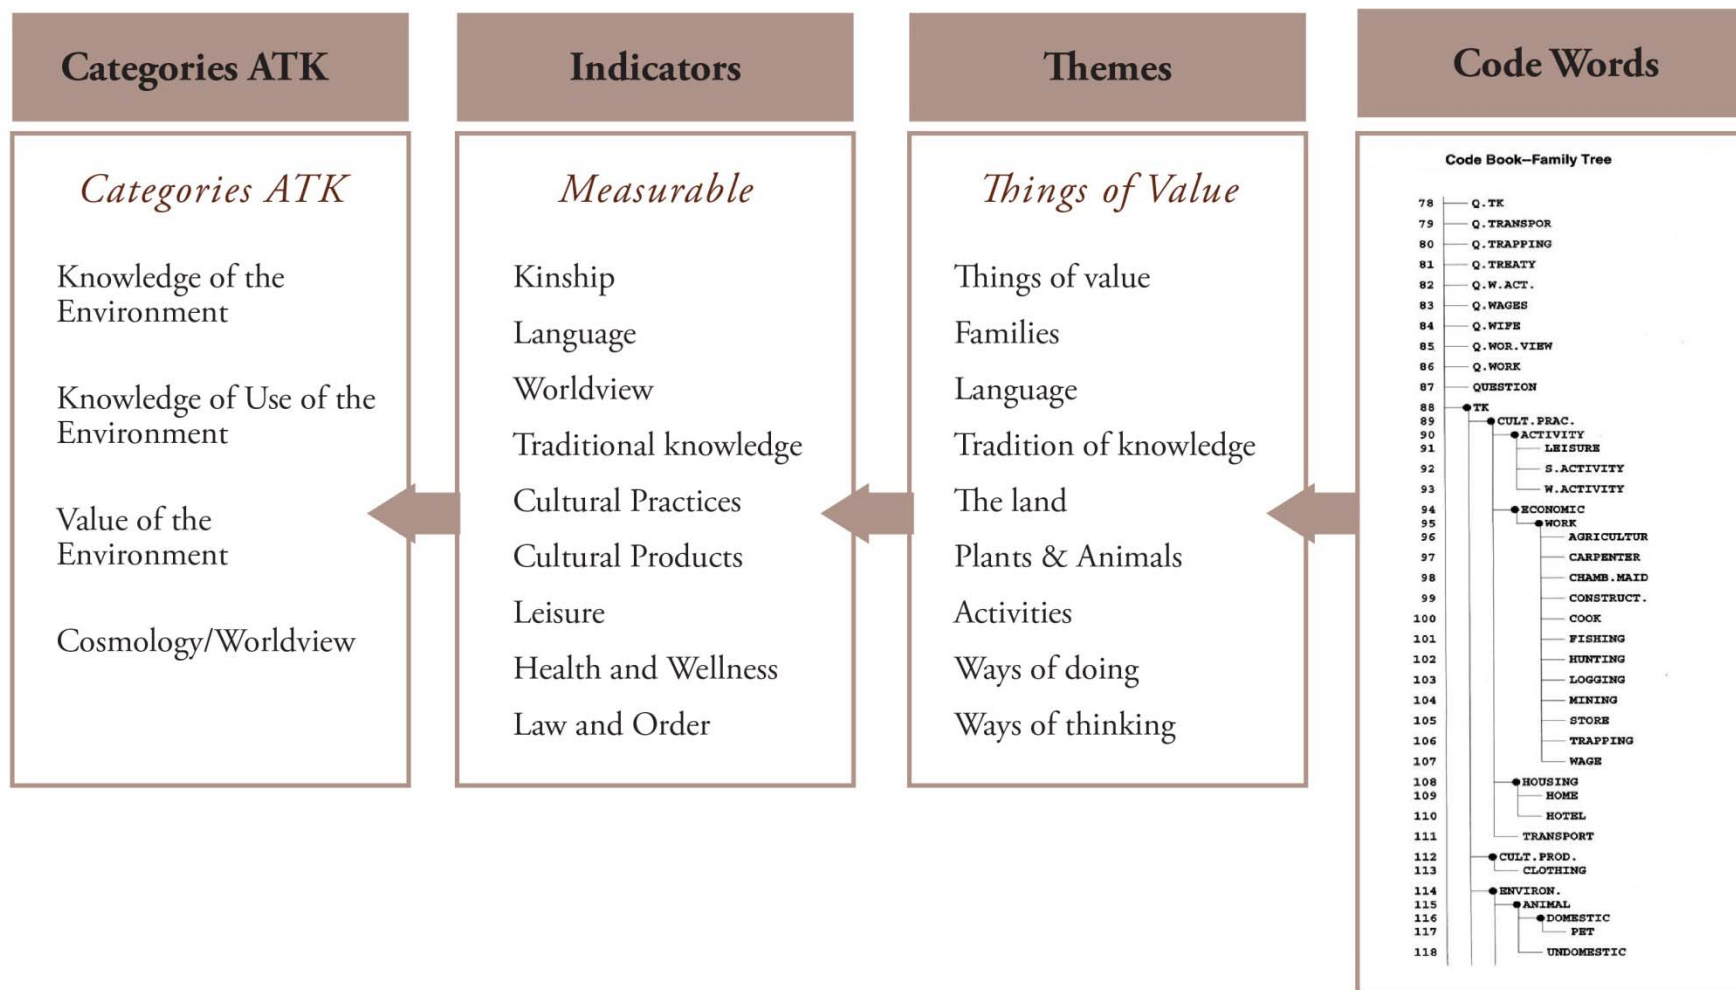 Categories ATK
Categories ATK
Knowledge of the
Environment
Knowledge of Use of the
Environment
Value of the
Environment
Cosmology/Worldview
Indicators
Measurable
Kinship
Language
Worldview
Traditional knowledge
Cultural Practices
Cultural Products
Leisure
Health and Wellness
Law and Order
Themes
Things of Value
Things of value
Families
Language
Tradition of knowledge
The land
Plants & Animals
Activities
Ways of doing
Ways of thinking
Code Words
Code Book–Family Tree
78 Q.TK
79 Q.TRANSPOR
80 Q.TRAPPING
81 Q.TREATY
82 Q.W.ACT.
83 Q.WAGES
84 Q.WIFE
85 Q.WOR.VIEW
86 Q.WORK
87 QUESTION
88 TK
89 CULT.PRAC.
90 ACTIVITY
91 LEISURE
92 S.ACTIVITY
93 W.ACTIVITY
94 ECONOMIC
95 WORK
96 AGRICULTUR
97 CARPENTER
98 CHAMB.MAID
99 CONSTRUCT.
100 COOK
101 FISHING
102 HUNTING
103 LOGGING
104 MINING
105 STORE
106 TRAPPING
107 WAGE
108 HOUSING
109 HOME
110 HOTEL
111 TRANSPORT
112 CULT.PROD.
113 CLOTHING
114 ENVIRON.
115 ANIMAL
116 DOMESTIC
117 PET
118 UNDOMESTIC